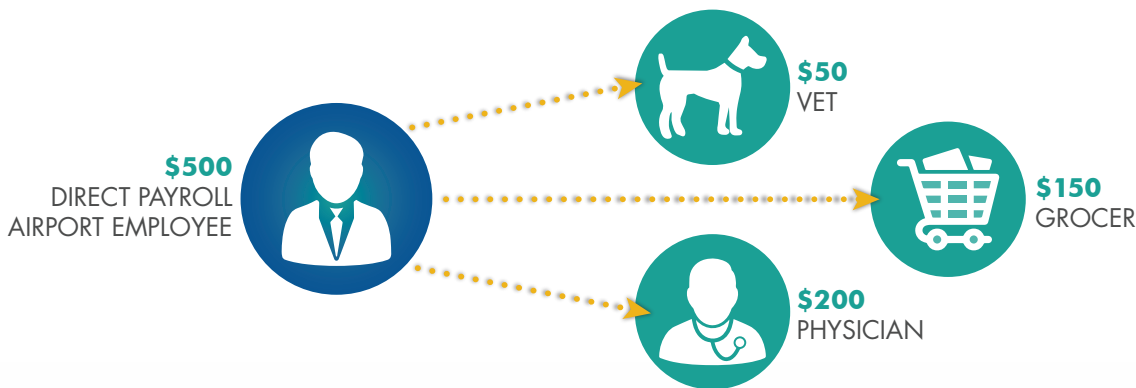 $500
DIRECT PAYROLL
AIRPORT EMPLOYEE
$50
VET
$150
GROCER
$200
PHYSICIAN